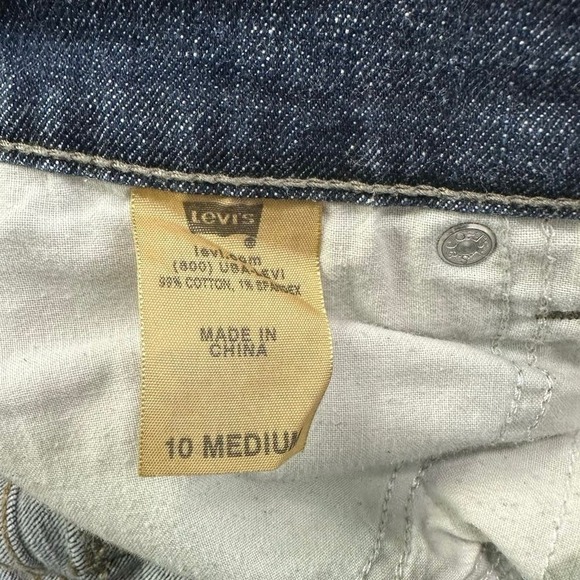 Levi's
®
levi.com
(800) USA-LEVI
99% COTTON, 1% SPANDEX
MADE IN
CHINA
10 MEDIUM